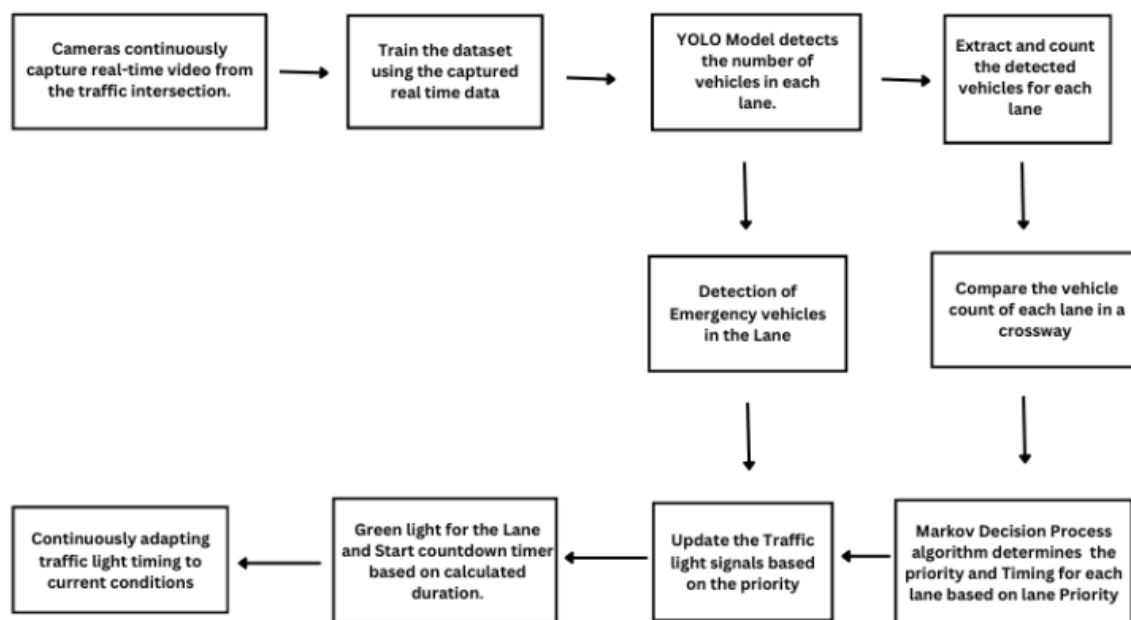 Cameras continuously
capture real-time video from
the traffic intersection.
Train the dataset
using the captured
real time data
YOLO Model detects
the number of
vehicles in each
lane.
Extract and count
the detected
vehicles for each
lane
Detection of
Emergency vehicles
in the Lane
Compare the vehicle
count of each lane in a
crossway
Continuously adapting
traffic light timing to
current conditions
Green light for the Lane
and Start countdown timer
based on calculated
duration.
Update the Traffic
light signals based
on the priority
Markov Decision Process
algorithm determines the
priority and Timing for each
lane based on lane Priority